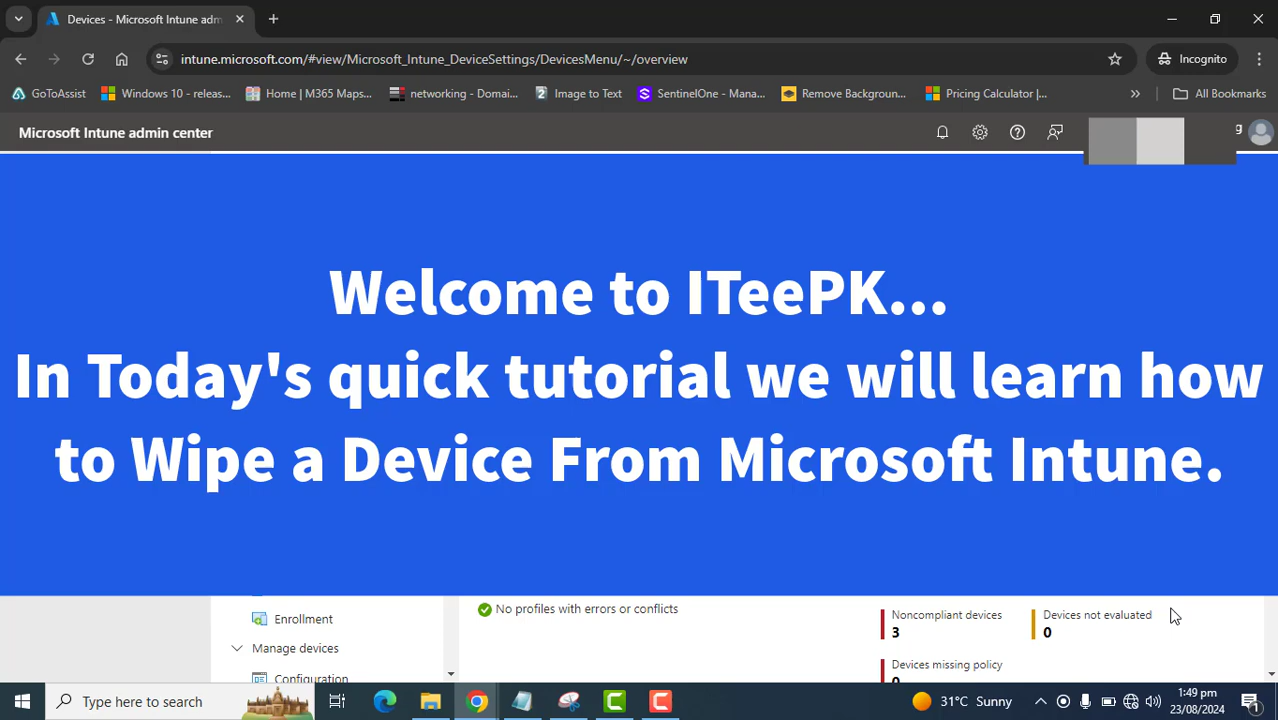 Devices - Microsoft Intune adm
intune.microsoft.com/#view/Microsoft_Intune_DeviceSettings/DevicesMenu/~/overview
Incognito
GoToAssist
Windows 10 - releas...
Home | M365 Maps...
networking - Domai...
Image to Text
SentinelOne - Mana...
Remove Backgroun...
Pricing Calculator |...
All Bookmarks
Microsoft Intune admin center
g
Welcome to ITeePK...
In Today's quick tutorial we will learn how
to Wipe a Device From Microsoft Intune.
Enrollment
Manage devices
Configuration
No profiles with errors or conflicts
Noncompliant devices
3
Devices not evaluated
0
Devices missing policy
0
Type here to search
31°C Sunny
1:49 pm
23/08/2024
1